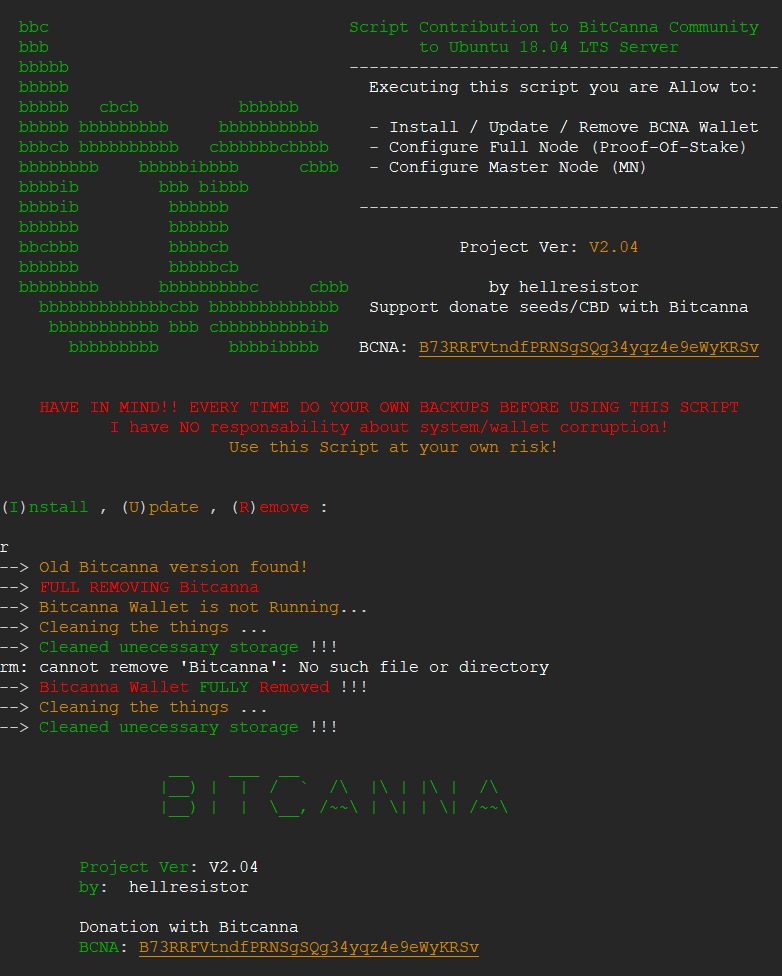 bbc                              Script Contribution to BitCanna Community
bbb                                     to Ubuntu 18.04 LTS Server
bbbbb                            -------------------------------------------
bbbbb                              Executing this script you are Allow to:
bbbbb   cbcb          bbbbbb
bbbbb bbbbbbbbb     bbbbbbbbbb     - Install / Update / Remove BCNA Wallet
bbbcb bbbbbbbbbb   cbbbbbbcbbbb    - Configure Full Node (Proof-Of-Stake)
bbbbbbbb    bbbbbibbbb      cbbb   - Configure Master Node (MN)
bbbbib        bbb bibbb
bbbbib         bbbbbb             ------------------------------------------
bbbbbb         bbbbbb
bbcbbb         bbbbcb                       Project Ver: V2.04
bbbbbb         bbbbbcb
bbbbbbbb      bbbbbbbbbc     cbbb              by hellresistor
bbbbbbbbbbbbbcbb bbbbbbbbbbbbb   Support donate seeds/CBD with Bitcanna
bbbbbbbbbbb bbb cbbbbbbbbbib
bbbbbbbbb       bbbbibbbb    BCNA: B73RRFVtndfPRNSgSQg34yqz4e9eWyKRSv
HAVE IN MIND!! EVERY TIME DO YOUR OWN BACKUPS BEFORE USING THIS SCRIPT
I have NO responsability about system/wallet corruption!
Use this Script at your own risk!
(I)nstall , (U)pdate , (R)emove :
r
--> Old Bitcanna version found!
--> FULL REMOVING Bitcanna
--> Bitcanna Wallet is not Running...
--> Cleaning the things ...
--> Cleaned unecessary storage !!!
rm: cannot remove 'Bitcanna': No such file or directory
--> Bitcanna Wallet FULLY Removed !!!
--> Cleaning the things ...
--> Cleaned unecessary storage !!!
BITCANNA
Project Ver: V2.04
by:  hellresistor
Donation with Bitcanna
BCNA: B73RRFVtndfPRNSgSQg34yqz4e9eWyKRSv